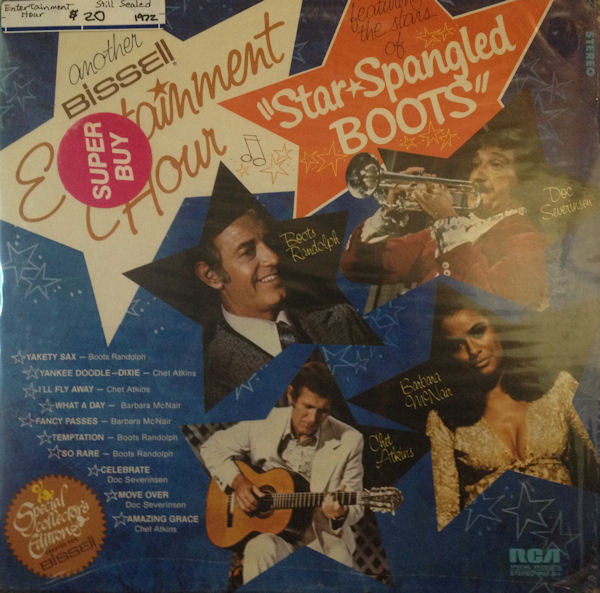 Entertainment Hour
$20
Still Sealed
1972
another
BISSELL
Entertainment
Hour
SUPER
BUY
featuring
the stars
of
"Star★Spangled
BOOTS"
STEREO
Doc
Severinsen
Boots
Randolph
Barbara
McNair
Chet
Atkins
YAKETY SAX — Boots Randolph
YANKEE DOODLE—DIXIE — Chet Atkins
I'LL FLY AWAY — Chet Atkins
WHAT A DAY — Barbara McNair
FANCY PASSES — Barbara McNair
TEMPTATION — Boots Randolph
SO RARE — Boots Randolph
CELEBRATE
Doc Severinsen
MOVE OVER
Doc Severinsen
AMAZING GRACE
Chet Atkins
Special
Collector's
Edition
BISSELL
RCA
SPECIAL PRODUCTS
STEREO